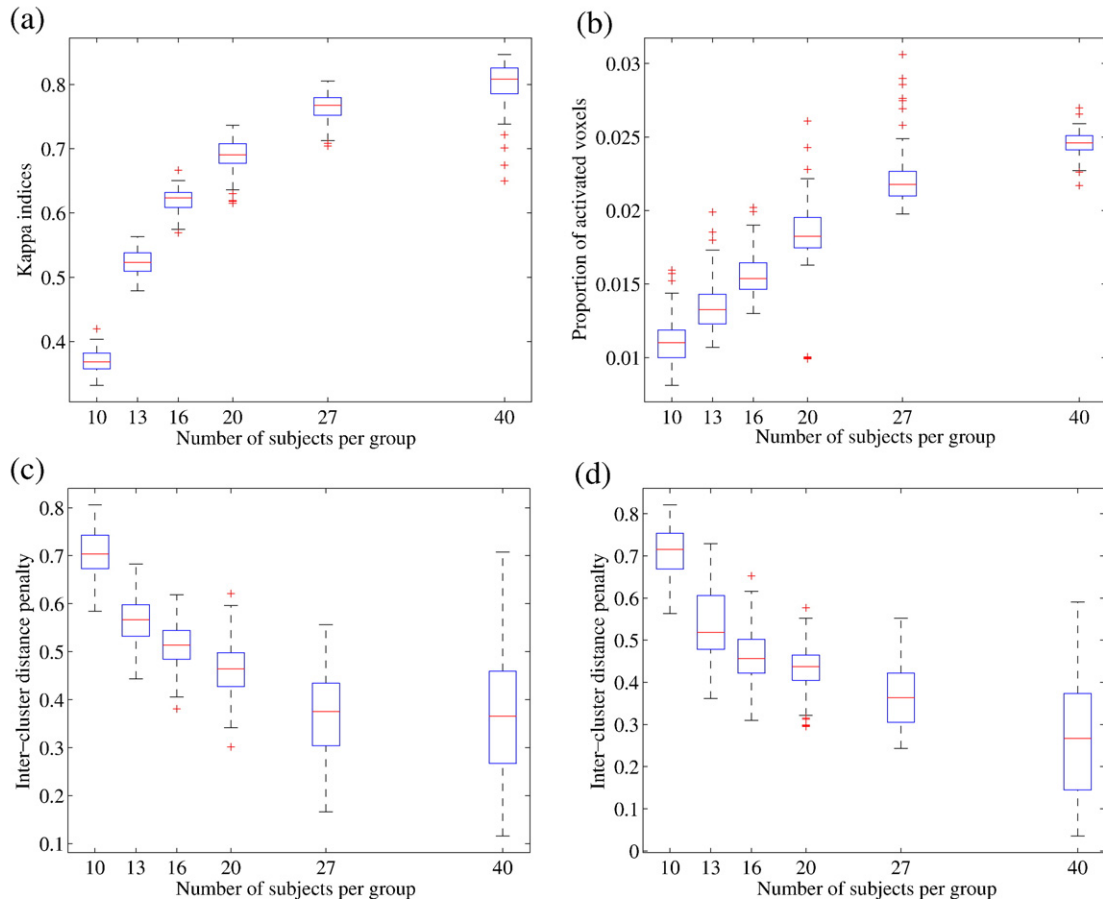 (a)
Kappa indices
0.8
0.7
0.6
0.5
0.4
10 13 16 20 27 40
Number of subjects per group
(b)
Proportion of activated voxels
0.03
0.025
0.02
0.015
0.01
10 13 16 20 27 40
Number of subjects per group
(c)
Inter-cluster distance penalty
0.8
0.7
0.6
0.5
0.4
0.3
0.2
0.1
10 13 16 20 27 40
Number of subjects per group
(d)
Inter-cluster distance penalty
0.8
0.7
0.6
0.5
0.4
0.3
0.2
0.1
0
10 13 16 20 27 40
Number of subjects per group